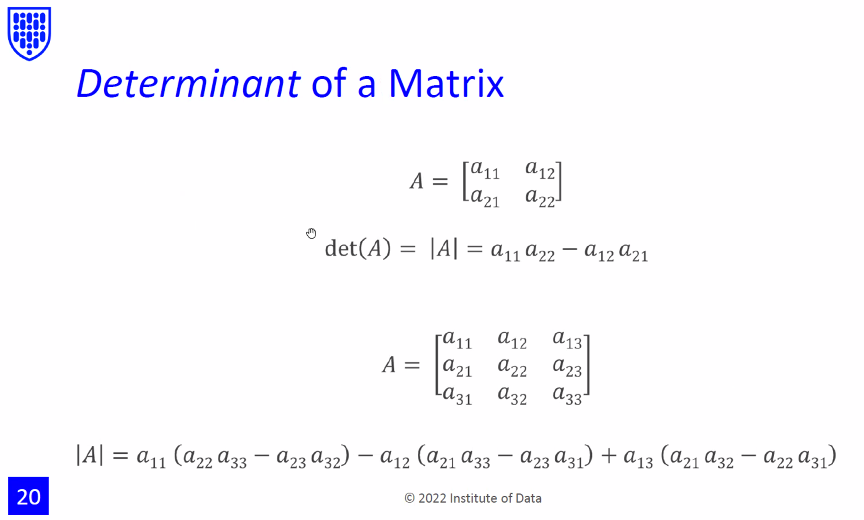 Determinant of a Matrix
A = [a₁₁ a₁₂
a₂₁ a₂₂]
det(A) = |A| = a₁₁ a₂₂ − a₁₂ a₂₁
A = [a₁₁ a₁₂ a₁₃
a₂₁ a₂₂ a₂₃
a₃₁ a₃₂ a₃₃]
|A| = a₁₁ (a₂₂ a₃₃ − a₂₃ a₃₂) − a₁₂ (a₂₁ a₃₃ − a₂₃ a₃₁) + a₁₃ (a₂₁ a₃₂ − a₂₂ a₃₁)
20
© 2022 Institute of Data